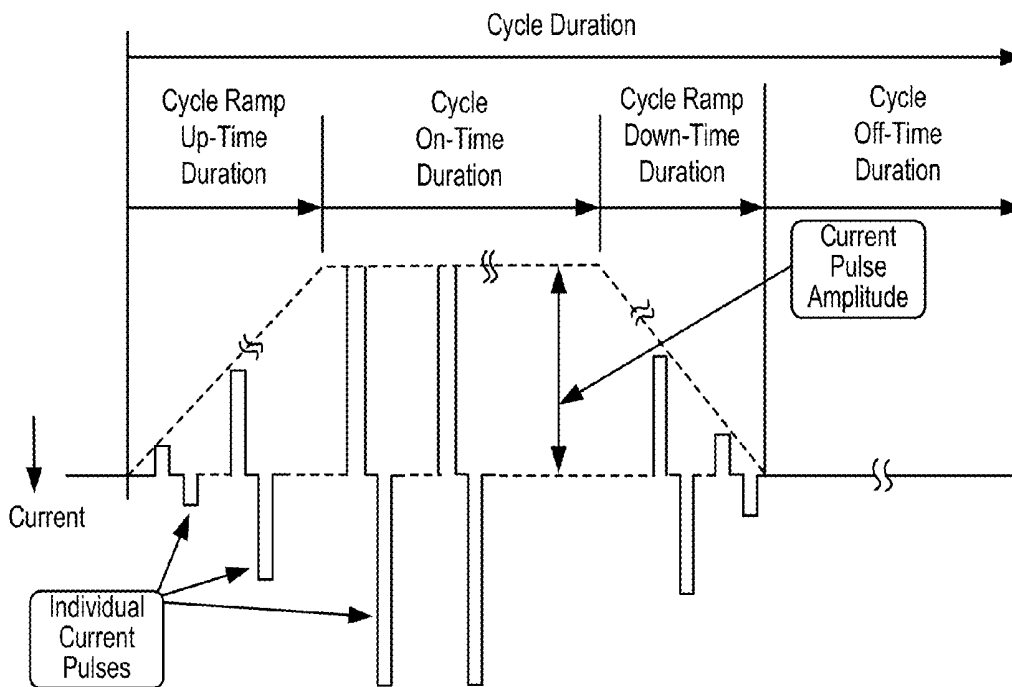 Cycle Duration
Cycle Ramp
Up-Time
Duration
Cycle
On-Time
Duration
Cycle Ramp
Down-Time
Duration
Cycle
Off-Time
Duration
Current
Pulse
Amplitude
Current
Individual
Current
Pulses